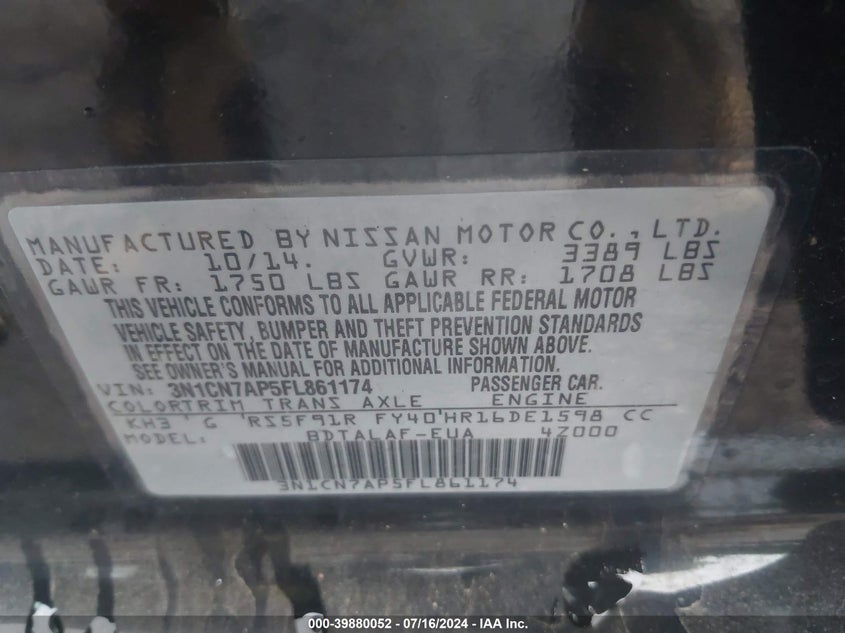 MANUFACTURED BY NISSAN MOTOR CO., LTD.
DATE: 10/14. GVWR: 3389 LBS
GAWR FR: 1750 LBS GAWR RR: 1708 LBS
THIS VEHICLE CONFORMS TO ALL APPLICABLE FEDERAL MOTOR
VEHICLE SAFETY, BUMPER AND THEFT PREVENTION STANDARDS
IN EFFECT ON THE DATE OF MANUFACTURE SHOWN ABOVE.
SEE OWNER'S MANUAL FOR ADDITIONAL INFORMATION.
VIN: 3N1CN7AP5FL861174 PASSENGER CAR.
COLOR TRIM TRANS AXLE ENGINE
KH3 G RS5F91R FY40 HR16DE1598 CC
MODEL: BDTALAF-EUA 4Z000
3N1CN7AP5FL861174
000-39880052 - 07/16/2024 - IAA Inc.